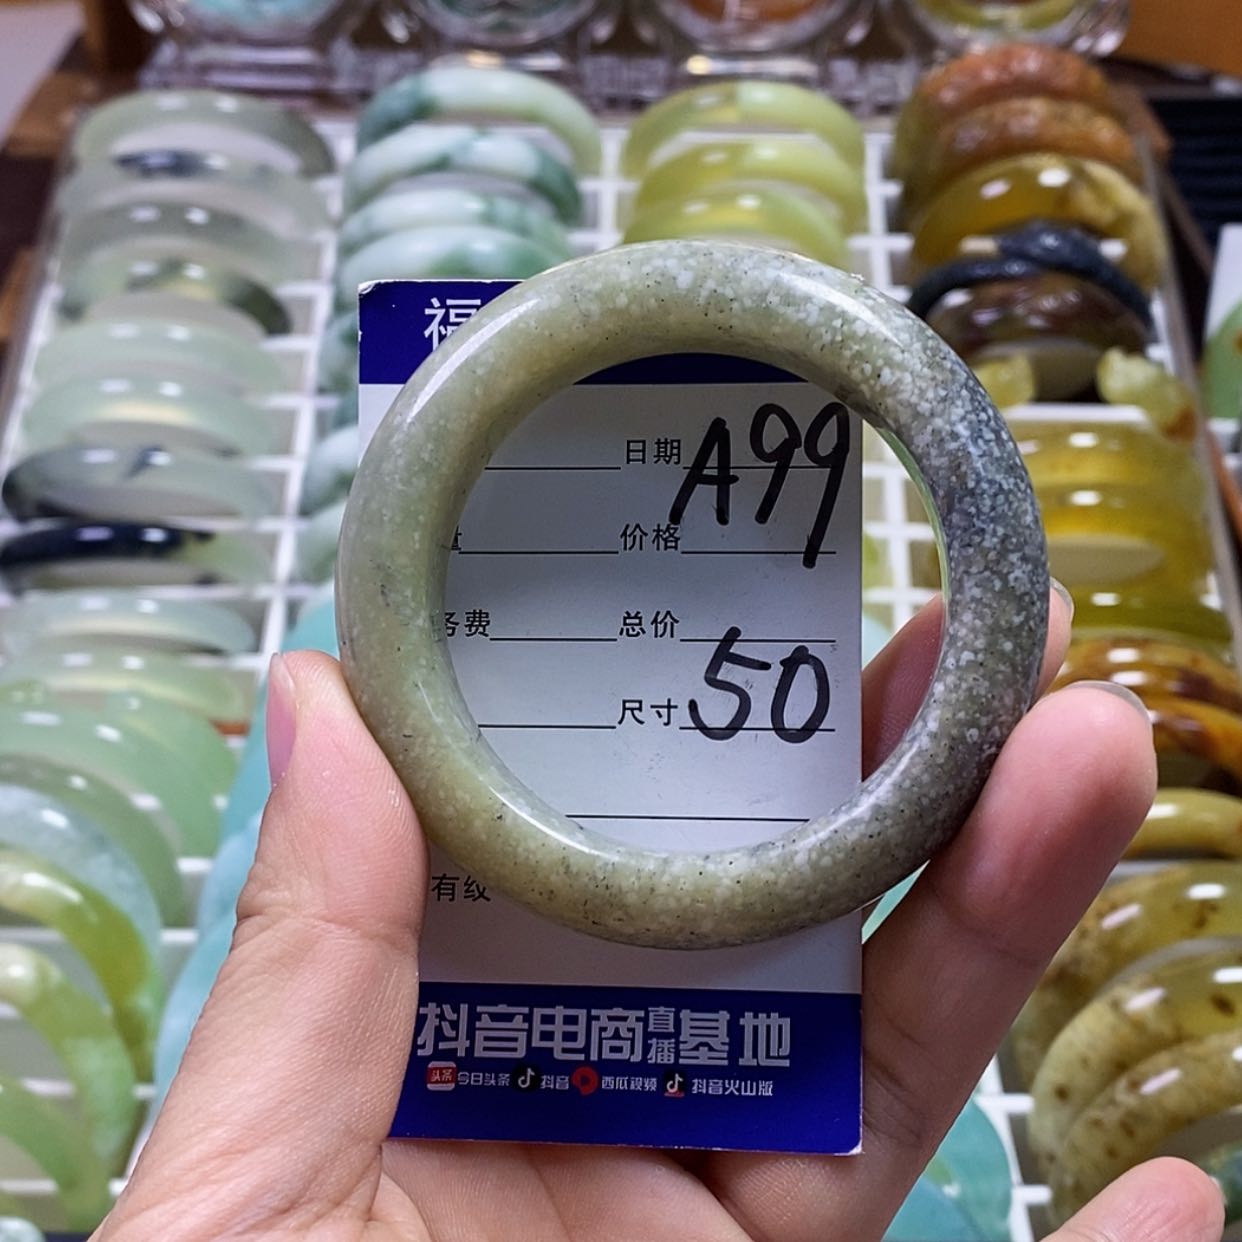 福
日期 A99
价格
务费 总价
尺寸 50
有纹
抖音电商直播基地
头条 今日头条 抖音 西瓜视频 抖音火山版